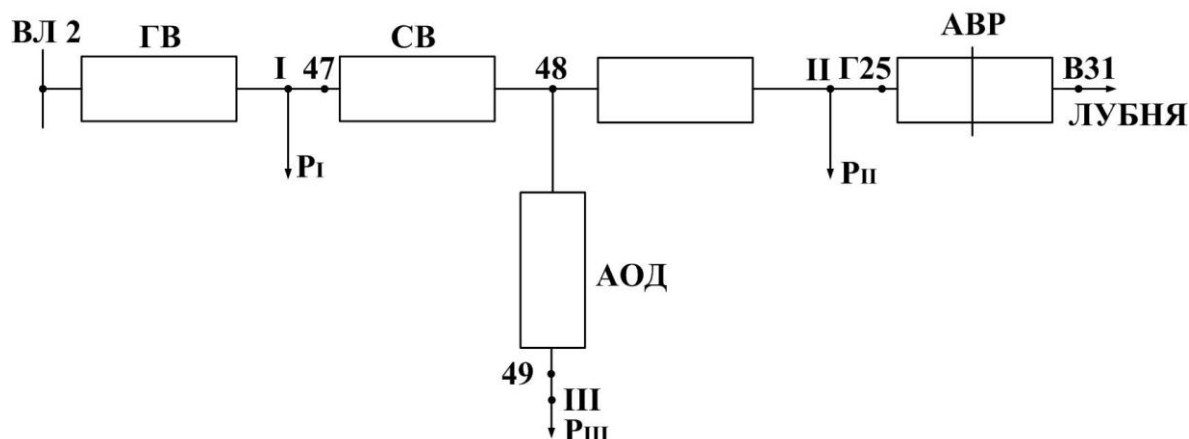 ВЛ 2
ГВ
I
47
СВ
48
II
Г25
АВР
В31
ЛУБНЯ
PI
PII
АОД
49
III
PIII